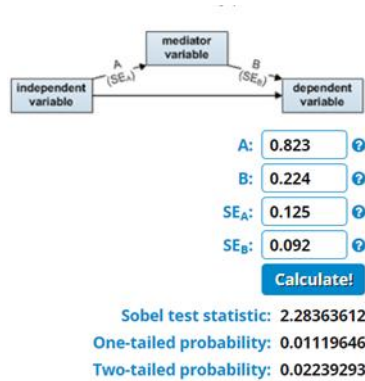 mediator
variable
A
(SEA)
B
(SEB)
independent
variable
dependent
variable
A: 0.823 ?
B: 0.224 ?
SEA: 0.125 ?
SEB: 0.092 ?
Calculate!
Sobel test statistic: 2.28363612
One-tailed probability: 0.01119646
Two-tailed probability: 0.02239293